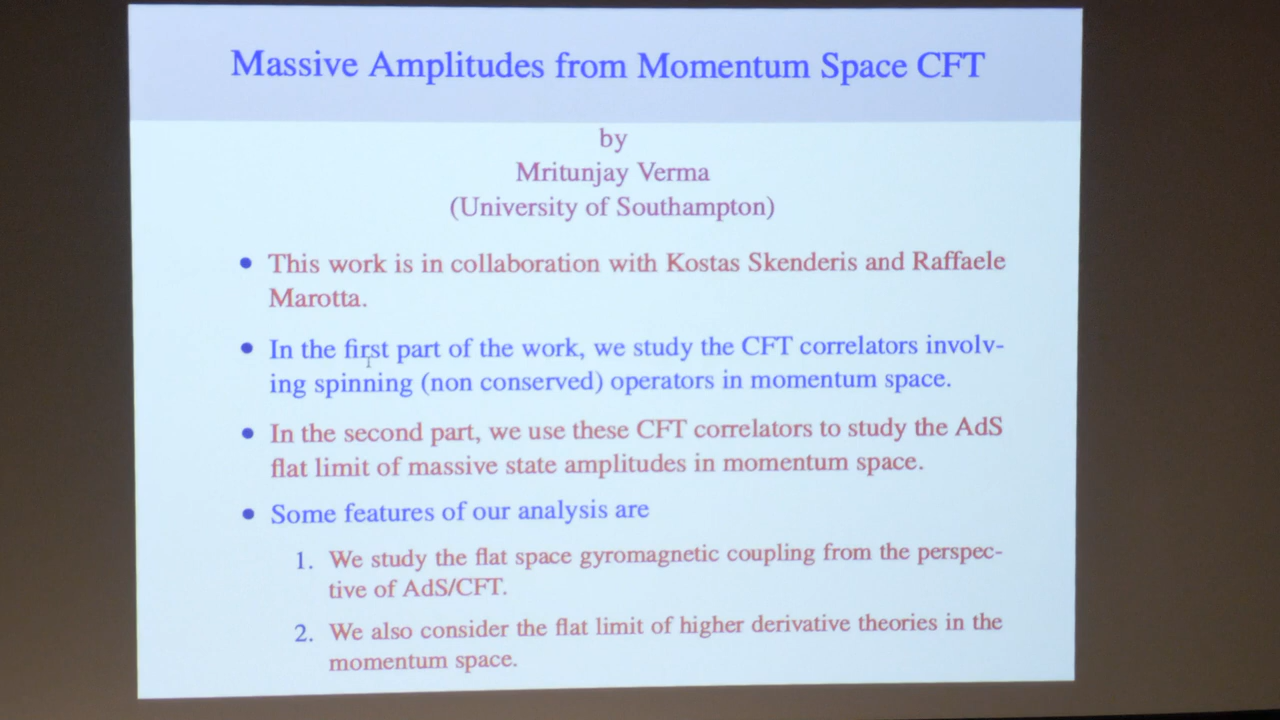 Massive Amplitudes from Momentum Space CFT
by
Mritunjay Verma
(University of Southampton)
• This work is in collaboration with Kostas Skenderis and Raffaele
Marotta.
• In the first part of the work, we study the CFT correlators involv-
ing spinning (non conserved) operators in momentum space.
• In the second part, we use these CFT correlators to study the AdS
flat limit of massive state amplitudes in momentum space.
• Some features of our analysis are
1. We study the flat space gyromagnetic coupling from the perspec-
tive of AdS/CFT.
2. We also consider the flat limit of higher derivative theories in the
momentum space.